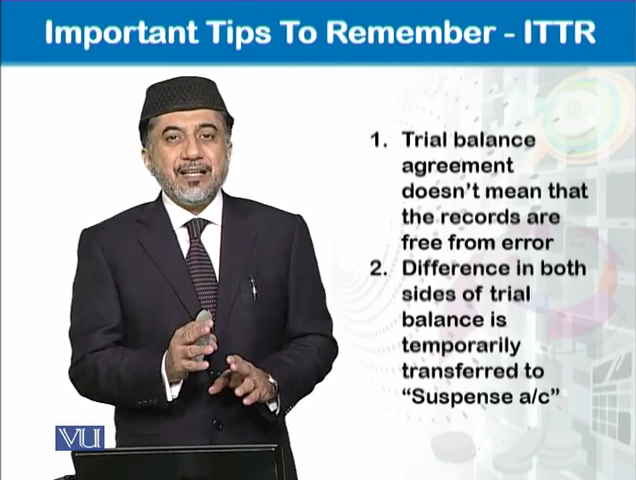 Important Tips To Remember - ITTR
1. Trial balance
agreement
doesn't mean that
the records are
free from error
2. Difference in both
sides of trial
balance is
temporarily
transferred to
“Suspense a/c”
VU